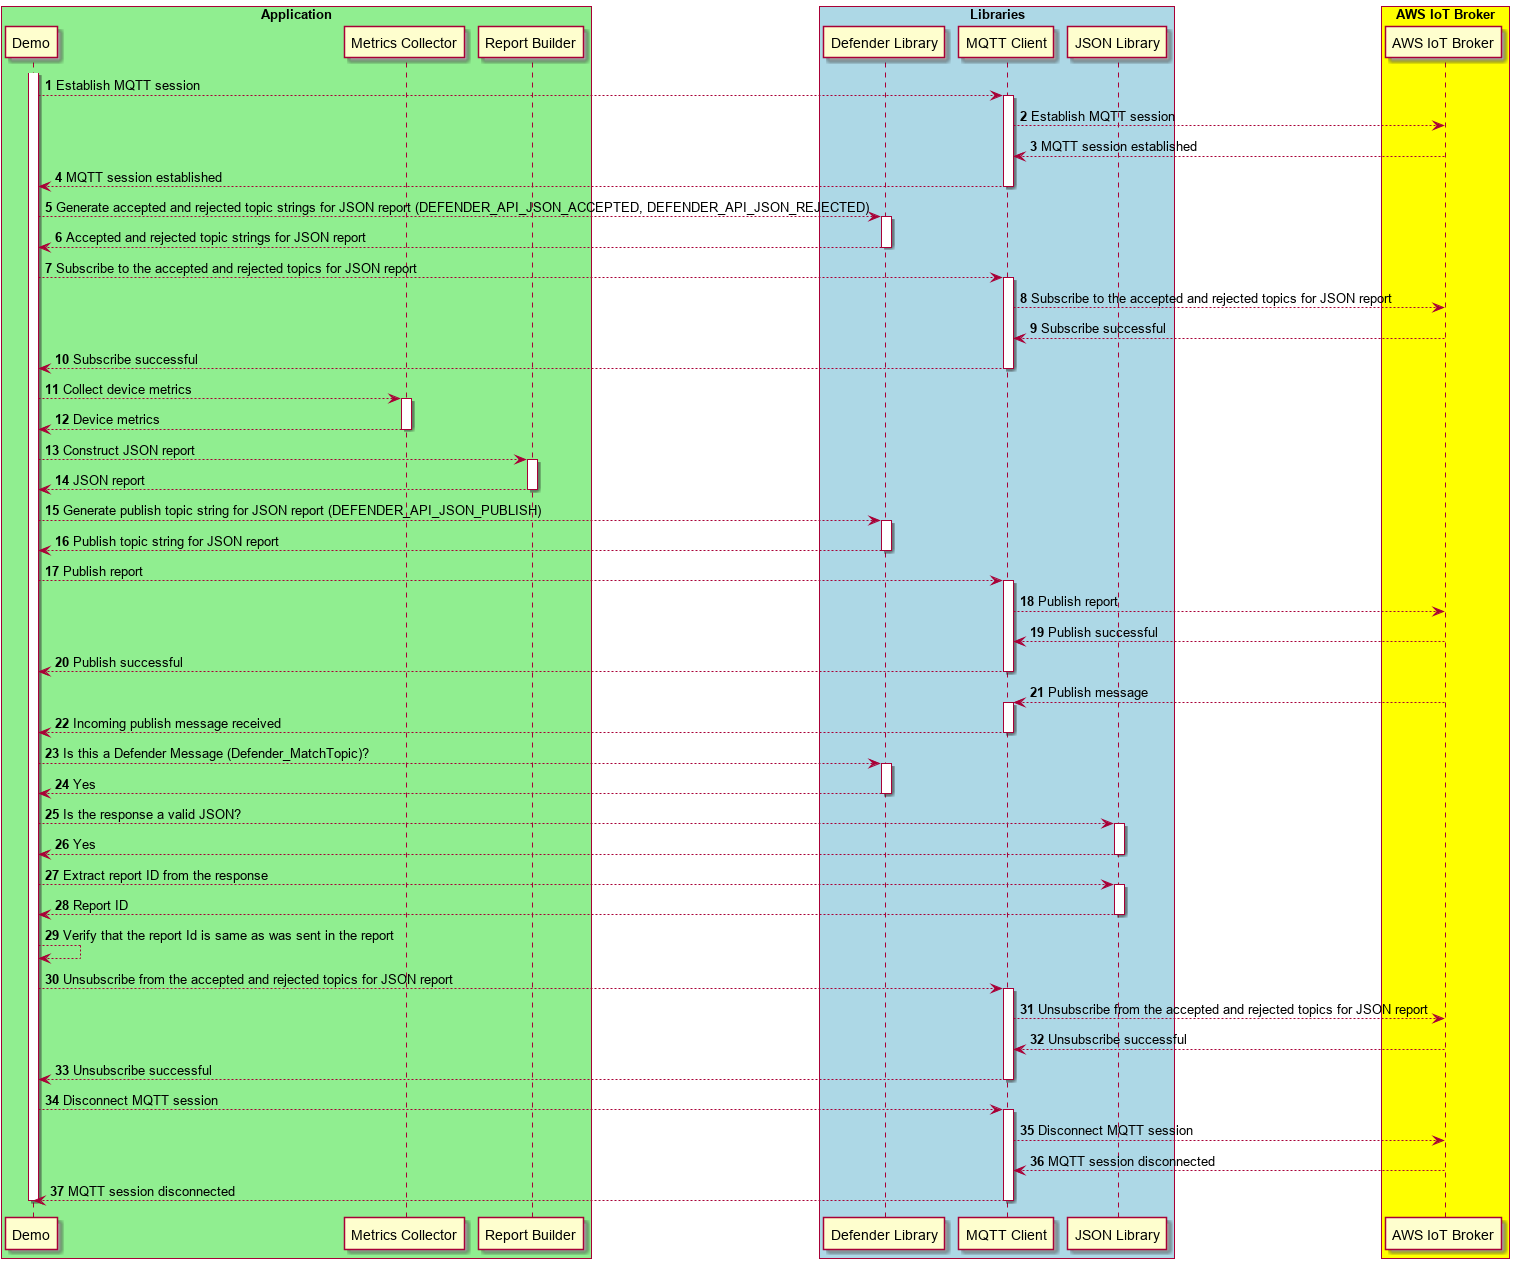 Application
Libraries
AWS IoT Broker
Demo
Metrics Collector
Report Builder
Defender Library
MQTT Client
JSON Library
AWS IoT Broker
1 Establish MQTT session
2 Establish MQTT session
3 MQTT session established
4 MQTT session established
5 Generate accepted and rejected topic strings for JSON report (DEFENDER_API_JSON_ACCEPTED, DEFENDER_API_JSON_REJECTED)
6 Accepted and rejected topic strings for JSON report
7 Subscribe to the accepted and rejected topics for JSON report
8 Subscribe to the accepted and rejected topics for JSON report
9 Subscribe successful
10 Subscribe successful
11 Collect device metrics
12 Device metrics
13 Construct JSON report
14 JSON report
15 Generate publish topic string for JSON report (DEFENDER_API_JSON_PUBLISH)
16 Publish topic string for JSON report
17 Publish report
18 Publish report
19 Publish successful
20 Publish successful
21 Publish message
22 Incoming publish message received
23 Is this a Defender Message (Defender_MatchTopic)?
24 Yes
25 Is the response a valid JSON?
26 Yes
27 Extract report ID from the response
28 Report ID
29 Verify that the report Id is same as was sent in the report
30 Unsubscribe from the accepted and rejected topics for JSON report
31 Unsubscribe from the accepted and rejected topics for JSON report
32 Unsubscribe successful
33 Unsubscribe successful
34 Disconnect MQTT session
35 Disconnect MQTT session
36 MQTT session disconnected
37 MQTT session disconnected
Demo
Metrics Collector
Report Builder
Defender Library
MQTT Client
JSON Library
AWS IoT Broker